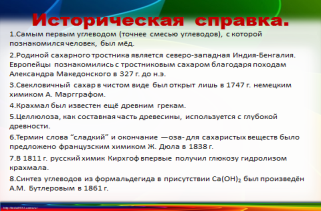 Историческая справка.
1.Самым первым углеводом (точнее смесью углеводов), с которой
познакомился человек, был мёд.
2.Родиной сахарного тростника является северо-западная Индия-Бенгалия.
Европейцы познакомились с тростниковым сахаром благодаря походам
Александра Македонского в 327 г. до н.э.
3.Свекловичный сахар в чистом виде был открыт лишь в 1747 г. немецким
химиком А. Маргграфом.
4.Крахмал был известен ещё древним грекам.
5.Целлюлоза, как составная часть древесины, используется с глубокой
древности.
6.Термин слова "сладкий" и окончание —оза- для сахаристых веществ было
предложено французским химиком Ж. Дюла в 1838 г.
7.В 1811 г. русский химик Кирхгоф впервые получил глюкозу гидролизом
крахмала.
8.Синтез углеводов из формальдегида в присутствии Ca(OH)₂ был произведён
А.М. Бутлеровым в 1861 г.